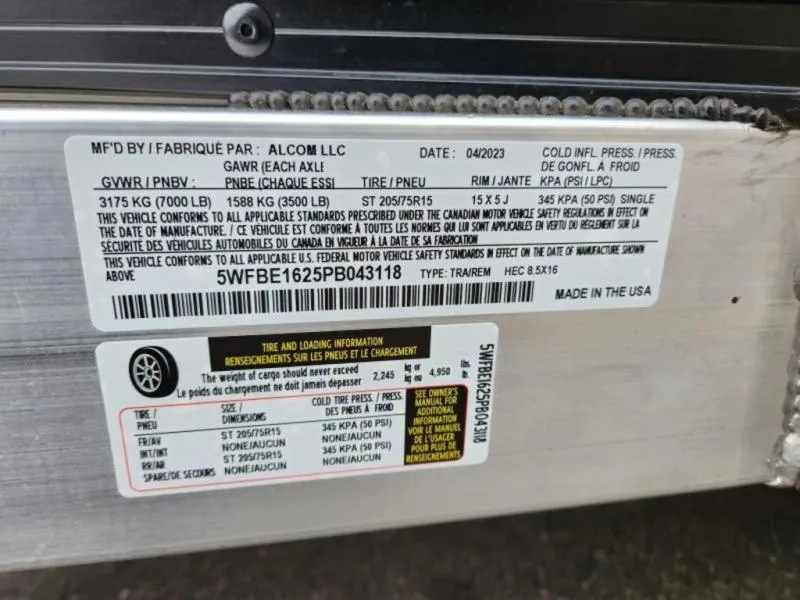 MF'D BY / FABRIQUÉ PAR : ALCOM LLC DATE : 04/2023 COLD INFL. PRESS. / PRESS.
GAWR (EACH AXLE DE GONFL. À FROID
GVWR / PNBV : PNBE (CHAQUE ESSI TIRE / PNEU RIM / JANTE KPA (PSI / LPC)
3175 KG (7000 LB) 1588 KG (3500 LB) ST 205/75R15 15 X 5 J 345 KPA (50 PSI) SINGLE
THIS VEHICLE CONFORMS TO ALL APPLICABLE STANDARDS PRESCRIBED UNDER THE CANADIAN MOTOR VEHICLE SAFETY REGULATIONS IN EFFECT ON
THE DATE OF MANUFACTURE. / CE VÉHICULE EST CONFORME À TOUTES LES NORMES QUI LUI SONT APPLICABLES EN VERTU DU RÈGLEMENT SUR LA
SÉCURITÉ DES VÉHICULES AUTOMOBILES DU CANADA EN VIGUEUR À LA DATE DE SA FABRICATION
THIS VEHICLE CONFORMS TO ALL APPLICABLE U.S. FEDERAL MOTOR VEHICLE SAFETY STANDARDS IN EFFECT ON THE DATE OF MANUFACTURE SHOWN
ABOVE 5WFBE1625PB043118 TYPE: TRA/REM HEC 8.5X16
MADE IN THE USA
TIRE AND LOADING INFORMATION
RENSEIGNEMENTS SUR LES PNEUS ET LE CHARGEMENT
The weight of cargo should never exceed 2,245 kg or 4,950 lbs.
Le poids du chargement ne doit jamais dépasser kg ou lb.
TIRE / SIZE / COLD TIRE PRESS. / PRESS.
PNEU DIMENSIONS DES PNEUS À FROID
FR/AV ST 205/75R15 345 KPA (50 PSI)
INT/INT NONE/AUCUN NONE/AUCUN
RR/AR ST 205/75R15 345 KPA (50 PSI)
SPARE/DE SECOURS NONE/AUCUN NONE/AUCUN
SEE OWNER'S
MANUAL FOR
ADDITIONAL
INFORMATION
VOIR LE MANUEL
DE L'USAGER
POUR PLUS DE
RENSEIGNEMENTS
5WFBE1625PB043118